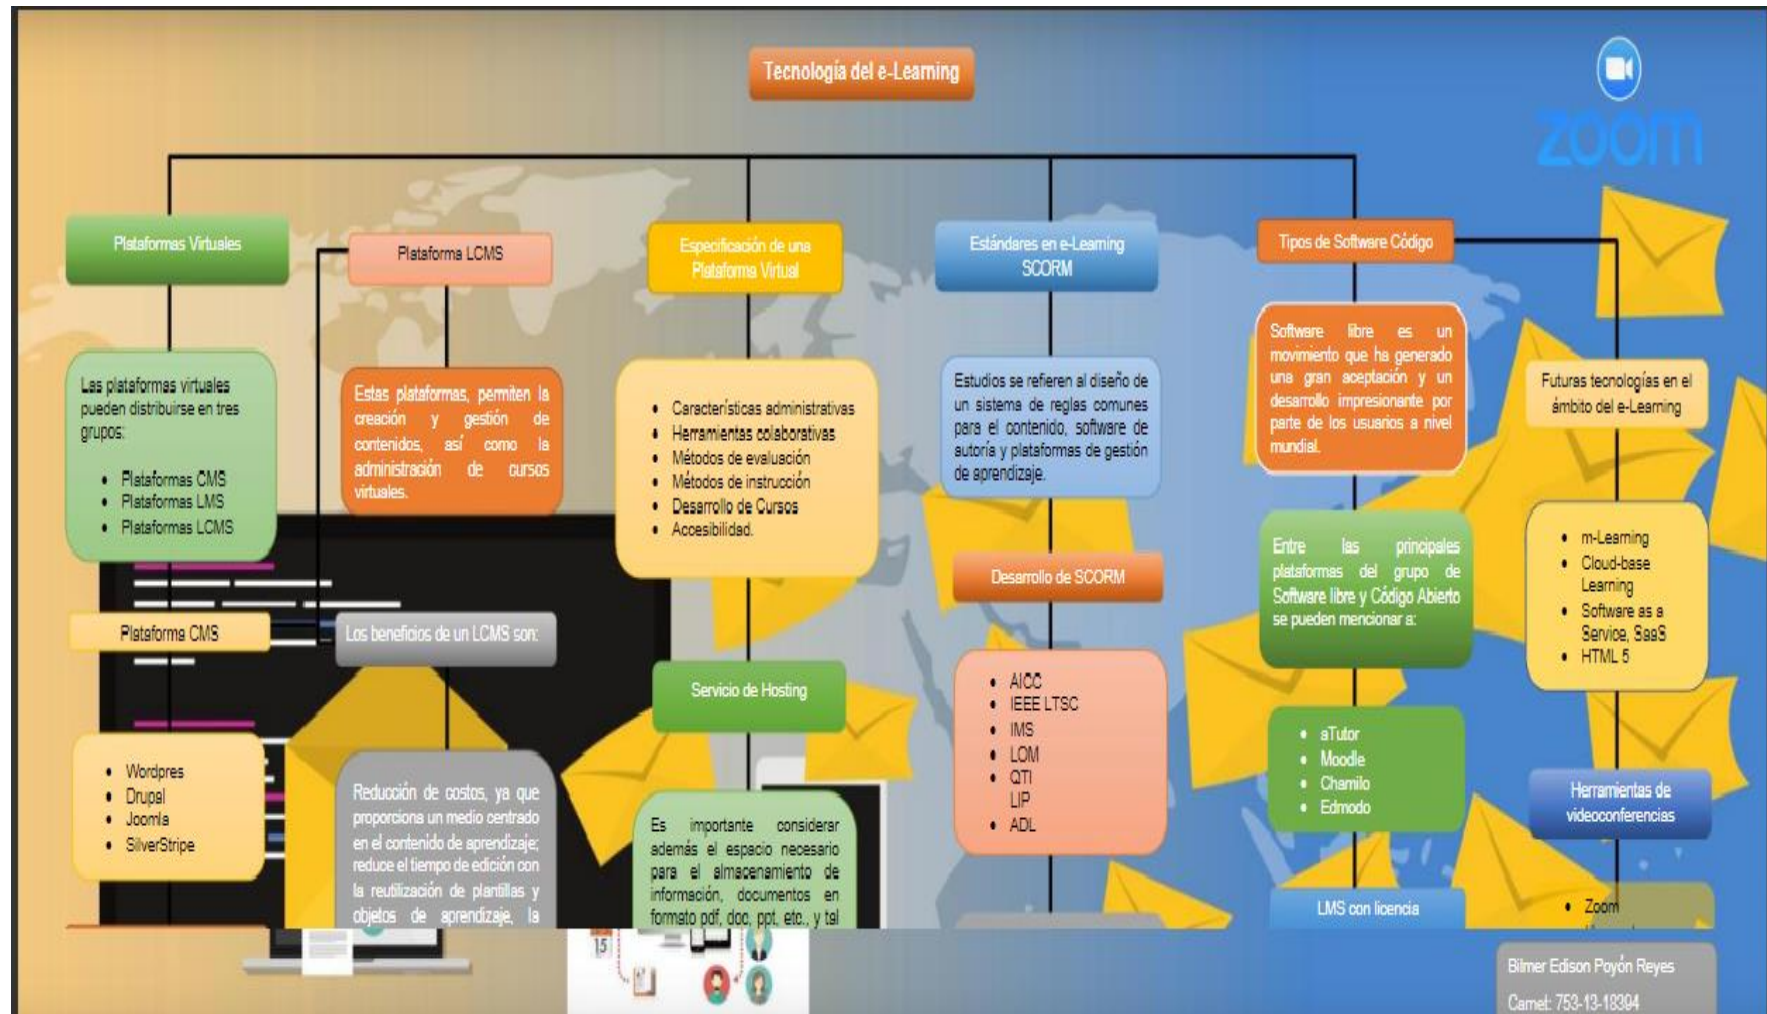 Tecnología del e-Learning
zoom
Plataformas Virtuales
Las plataformas virtuales
pueden distribuirse en tres
grupos:
• Plataformas CMS
• Plataformas LMS
• Plataformas LCMS
Plataforma CMS
• Wordpres
• Drupal
• Joomla
• SilverStripe
Plataforma LCMS
Estas plataformas, permiten la
creación y gestión de
contenidos, así como la
administración de cursos
virtuales.
Los beneficios de un LCMS son:
Reducción de costos, ya que
proporciona un medio centrado
en el contenido de aprendizaje;
reduce el tiempo de edición con
la reutilización de plantillas y
objetos de aprendizaje, la
Especificación de una
Plataforma Virtual
• Características administrativas
• Herramientas colaborativas
• Métodos de evaluación
• Métodos de instrucción
• Desarrollo de Cursos
• Accesibilidad.
Servicio de Hosting
Es importante considerar
además el espacio necesario
para el almacenamiento de
información, documentos en
formato pdf, doc, ppt, etc., y tal
15
Estándares en e-Learning
SCORM
Estudios se refieren al diseño de
un sistema de reglas comunes
para el contenido, software de
autoría y plataformas de gestión
de aprendizaje.
Desarrollo de SCORM
• AICC
• IEEE LTSC
• IMS
• LOM
• QTI
LIP
• ADL
Tipos de Software Código
Software libre es un
movimiento que ha generado
una gran aceptación y un
desarrollo impresionante por
parte de los usuarios a nivel
mundial.
Entre las principales
plataformas del grupo de
Software libre y Código Abierto
se pueden mencionar a:
• aTutor
• Moodle
• Chamilo
• Edmodo
LMS con licencia
Futuras tecnologías en el
ámbito del e-Learning
• m-Learning
• Cloud-base
Learning
• Software as a
Service, SaaS
• HTML 5
Herramientas de
videoconferencias
• Zoom
Bilmer Edison Poyón Reyes
Carnet: 753-13-18394